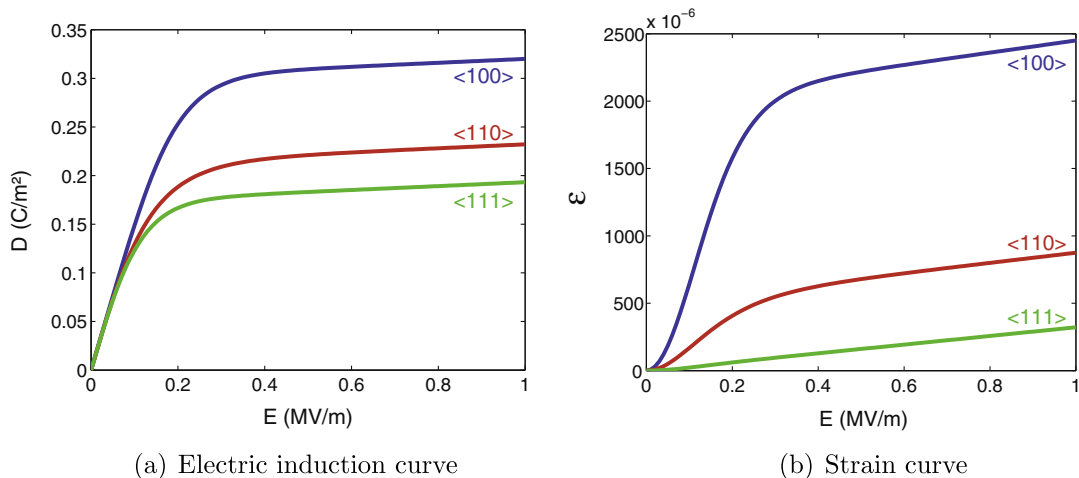 0.35
0.3
0.25
0.2
0.15
0.1
0.05
0
D (C/m²)
<100>
<110>
<111>
0 0.2 0.4 0.6 0.8 1
E (MV/m)
(a) Electric induction curve
x 10⁻⁶
2500
2000
1500
1000
500
0
ε
<100>
<110>
<111>
0 0.2 0.4 0.6 0.8 1
E (MV/m)
(b) Strain curve